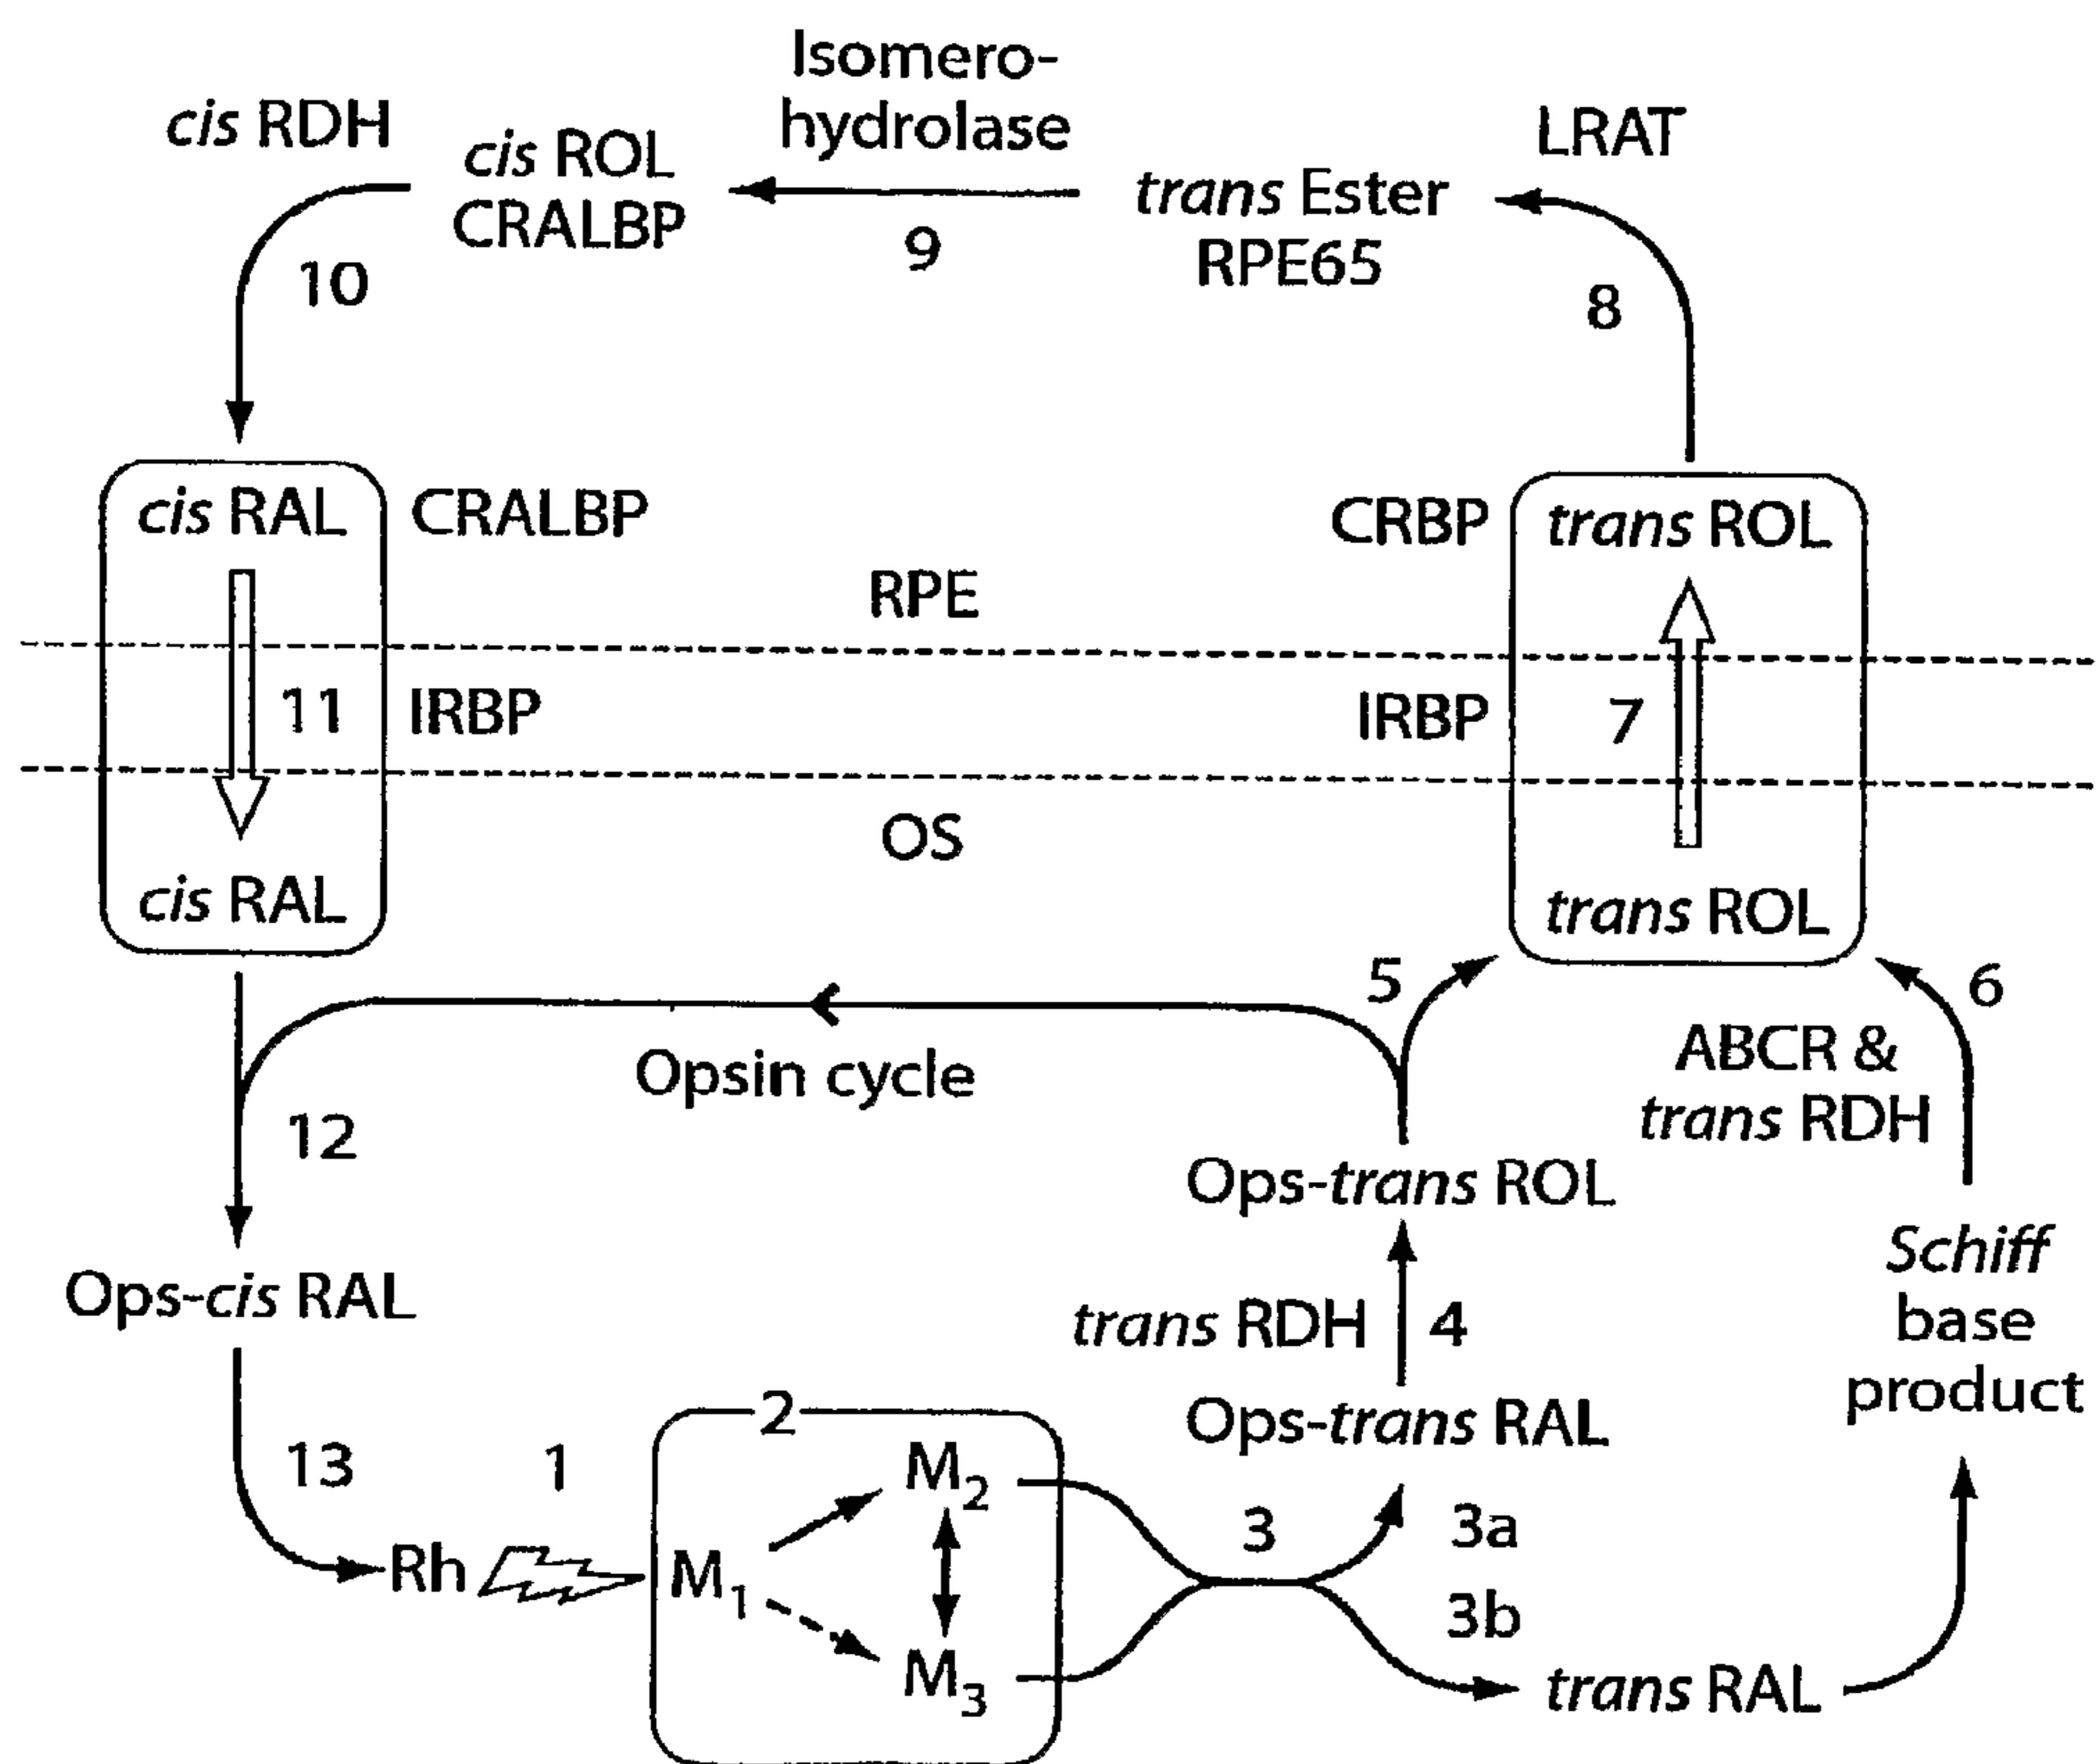 Isomero-
hydrolase
cis RDH
cis ROL
CRALBP
9
trans Ester
RPE65
LRAT
10
8
cis RAL
CRALBP
RPE
CRBP
trans ROL
11
IRBP
IRBP
7
OS
cis RAL
trans ROL
5
6
Opsin cycle
ABCR &
trans RDH
12
Ops-trans ROL
Ops-cis RAL
trans RDH
4
Schiff
base
product
Ops-trans RAL
13
1
2
M2
3
3a
Rh
M1
3b
M3
trans RAL